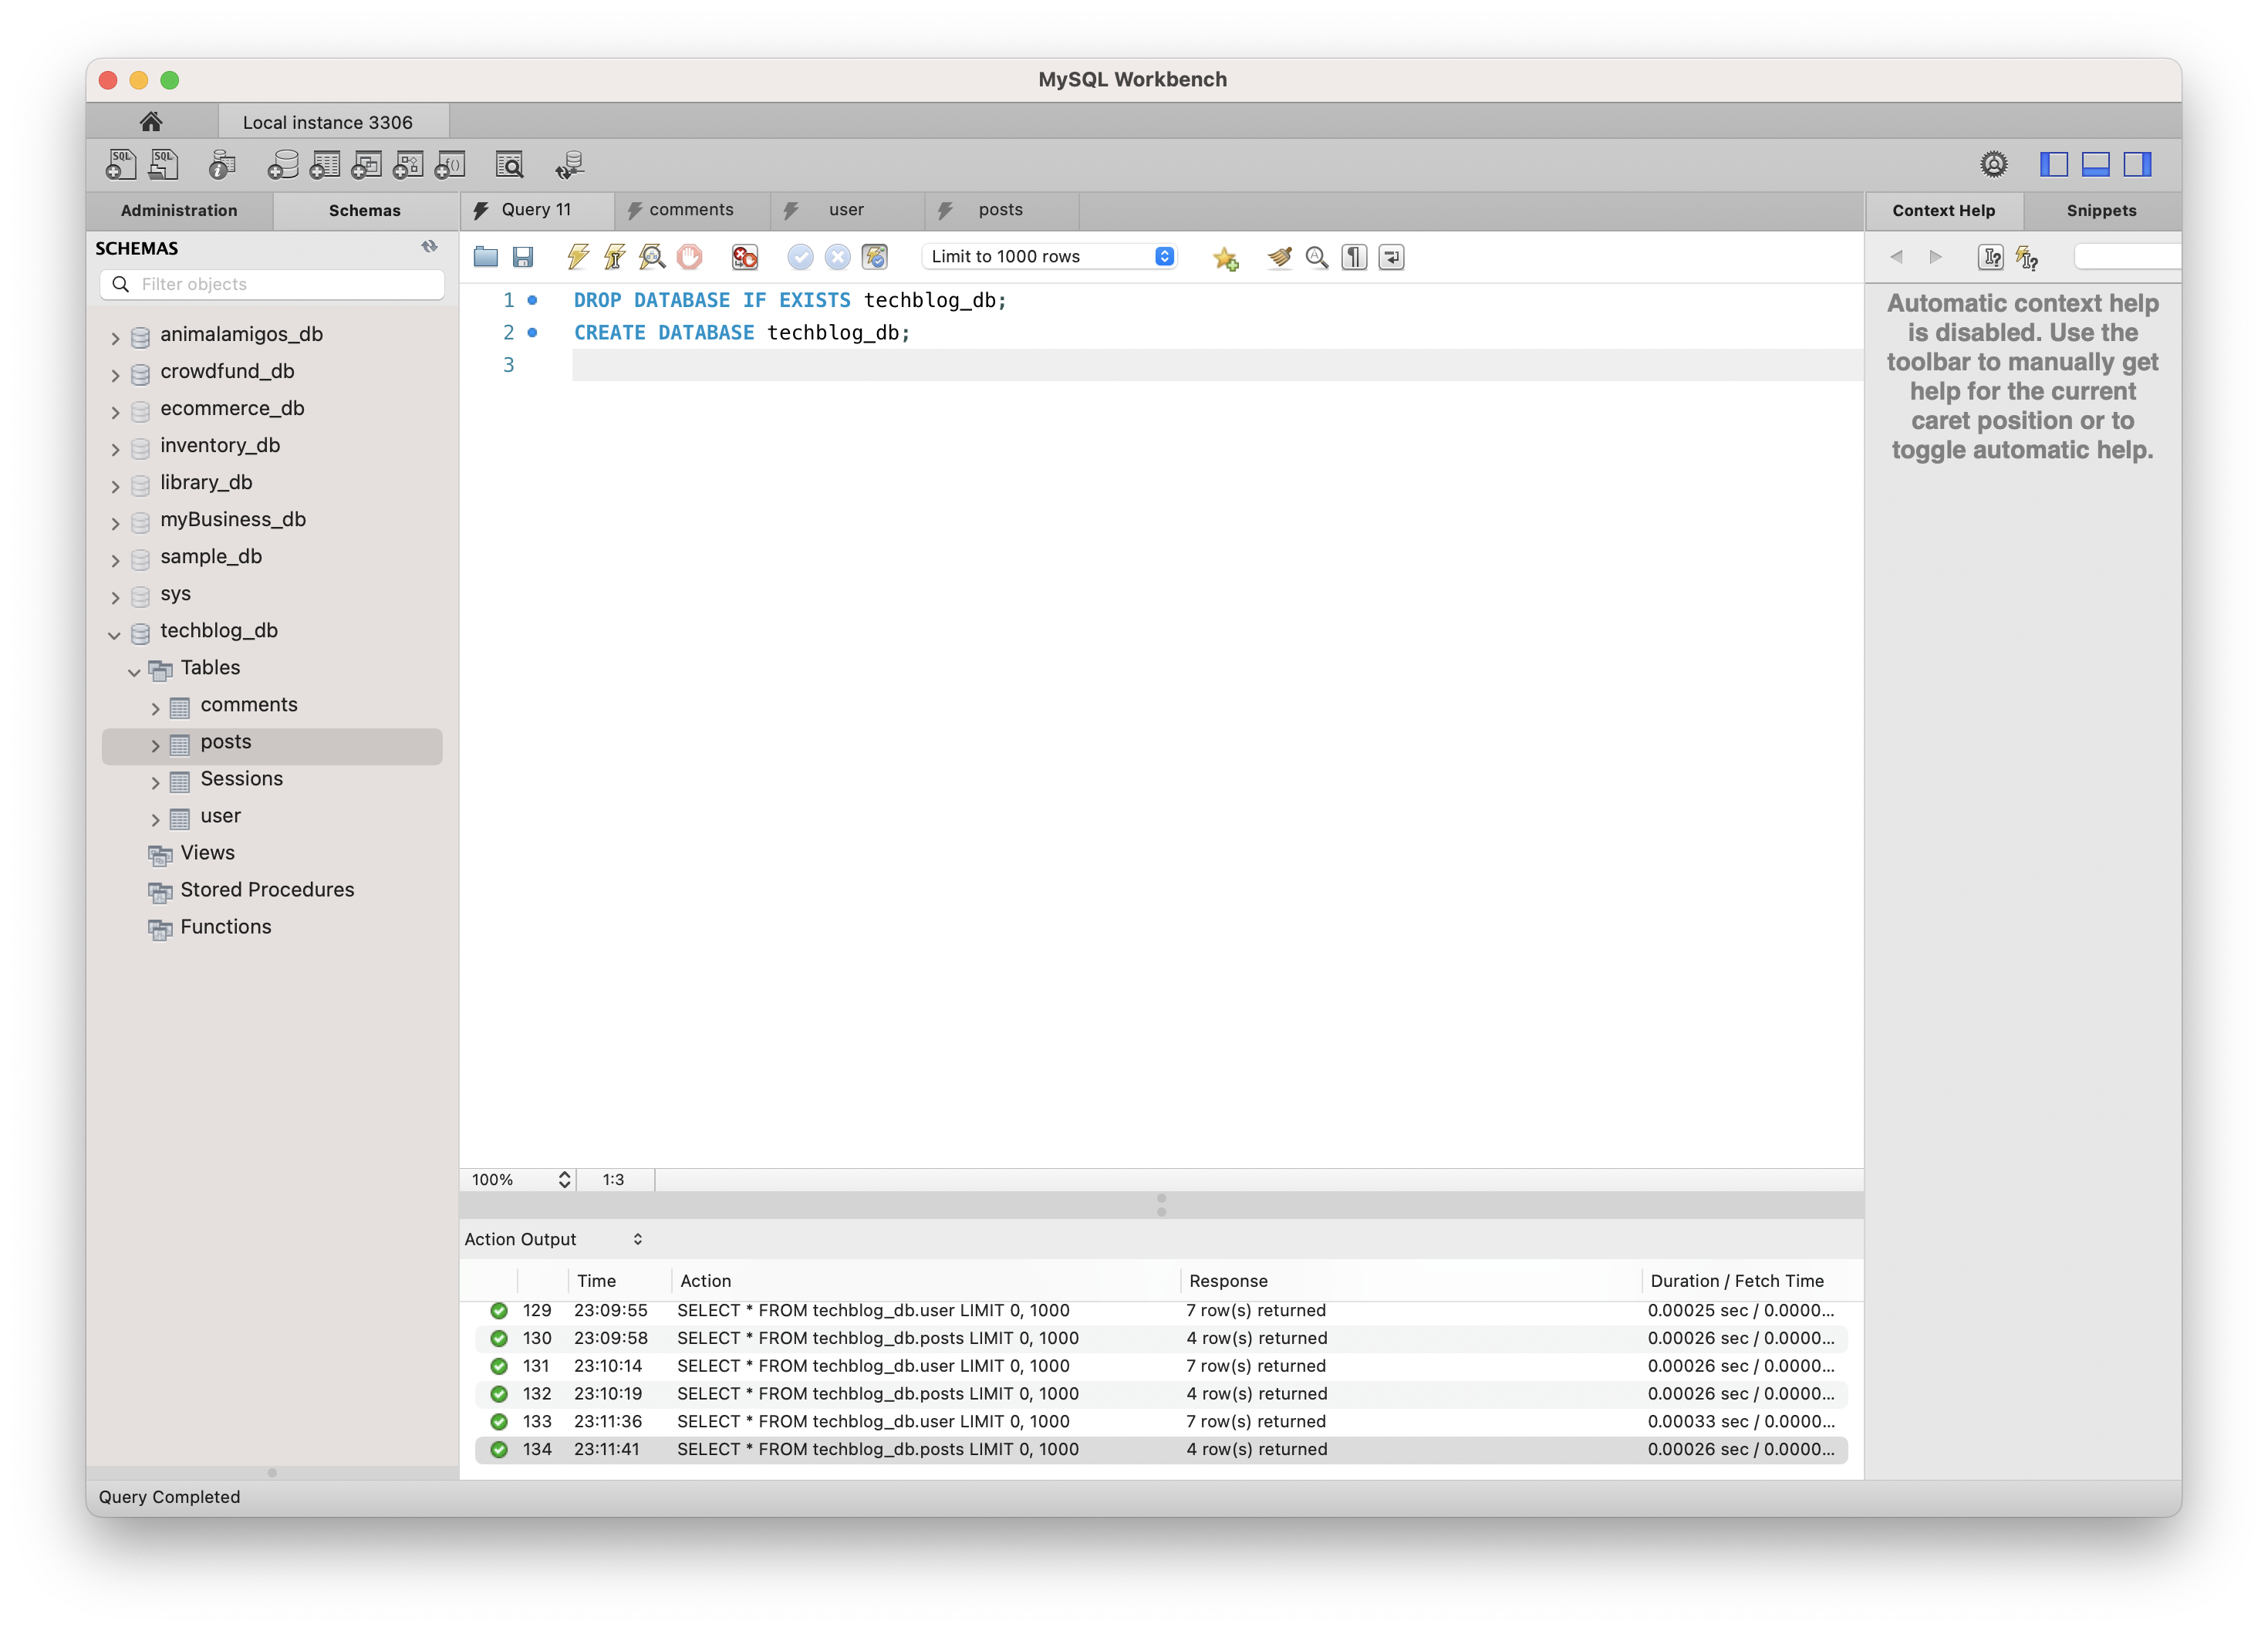 MySQL Workbench
Local instance 3306
Administration
Schemas
Query 11
comments
user
posts
Context Help
Snippets
SCHEMAS
Filter objects
Limit to 1000 rows
animalamigos_db
crowdfund_db
ecommerce_db
inventory_db
library_db
myBusiness_db
sample_db
sys
techblog_db
Tables
comments
posts
Sessions
user
Views
Stored Procedures
Functions
1 DROP DATABASE IF EXISTS techblog_db;
2 CREATE DATABASE techblog_db;
3
Automatic context help
is disabled. Use the
toolbar to manually get
help for the current
caret position or to
toggle automatic help.
100%
1:3
Action Output
Time Action Response Duration / Fetch Time
129 23:09:55 SELECT * FROM techblog_db.user LIMIT 0, 1000 7 row(s) returned 0.00025 sec / 0.0000...
130 23:09:58 SELECT * FROM techblog_db.posts LIMIT 0, 1000 4 row(s) returned 0.00026 sec / 0.0000...
131 23:10:14 SELECT * FROM techblog_db.user LIMIT 0, 1000 7 row(s) returned 0.00026 sec / 0.0000...
132 23:10:19 SELECT * FROM techblog_db.posts LIMIT 0, 1000 4 row(s) returned 0.00026 sec / 0.0000...
133 23:11:36 SELECT * FROM techblog_db.user LIMIT 0, 1000 7 row(s) returned 0.00033 sec / 0.0000...
134 23:11:41 SELECT * FROM techblog_db.posts LIMIT 0, 1000 4 row(s) returned 0.00026 sec / 0.0000...
Query Completed